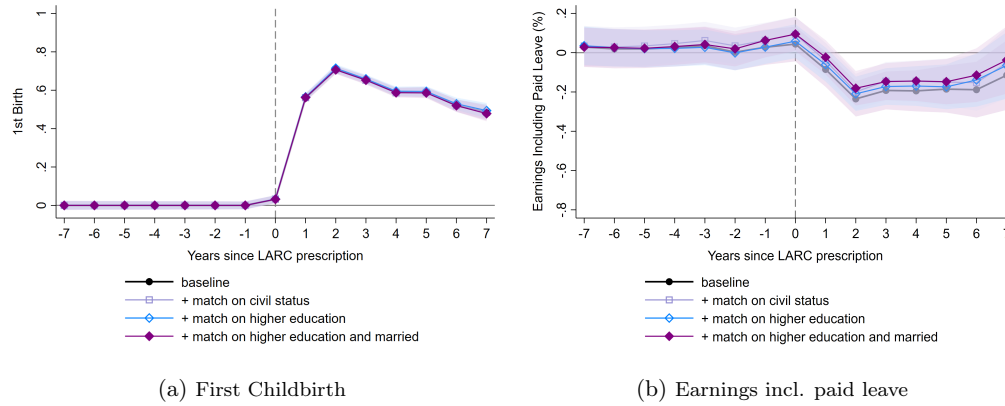 1st Birth
1
.8
.6
.4
.2
0
-7 -6 -5 -4 -3 -2 -1 0 1 2 3 4 5 6 7
Years since LARC prescription
baseline
+ match on civil status
+ match on higher education
+ match on higher education and married
(a) First Childbirth
Earnings Including Paid Leave (%)
.2
0
-.2
-.4
-.6
-.8
-7 -6 -5 -4 -3 -2 -1 0 1 2 3 4 5 6
Years since LARC prescription
baseline
+ match on civil status
+ match on higher education
+ match on higher education and married
(b) Earnings incl. paid leave